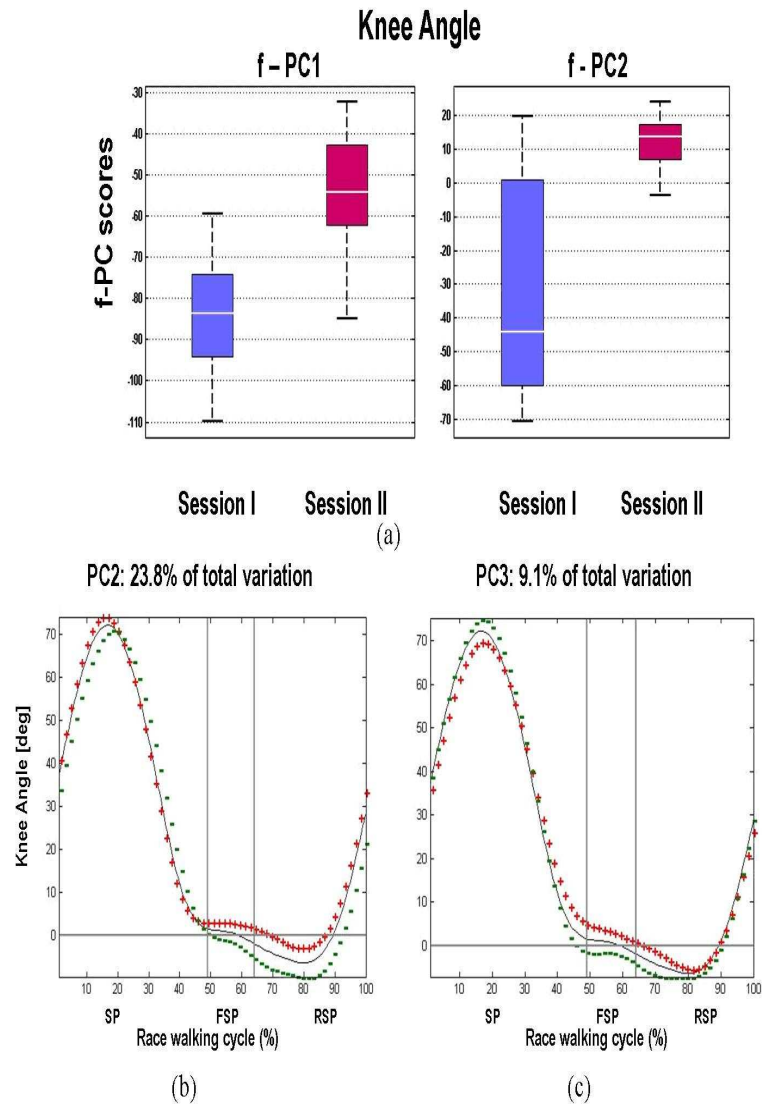 Knee Angle
f – PC1
f - PC2
f-PC scores
-30
-40
-50
-60
-70
-80
-90
-100
-110
20
10
0
-10
-20
-30
-40
-50
-60
-70
Session I Session II
Session I Session II
(a)
PC2: 23.8% of total variation
PC3: 9.1% of total variation
Knee Angle [deg]
70
60
50
40
30
20
10
0
10 20 30 40 50 60 70 80 90 100
SP FSP RSP
Race walking cycle (%)
70
60
50
40
30
20
10
0
10 20 30 40 50 60 70 80 90 100
SP FSP RSP
Race walking cycle (%)
(b)
(c)